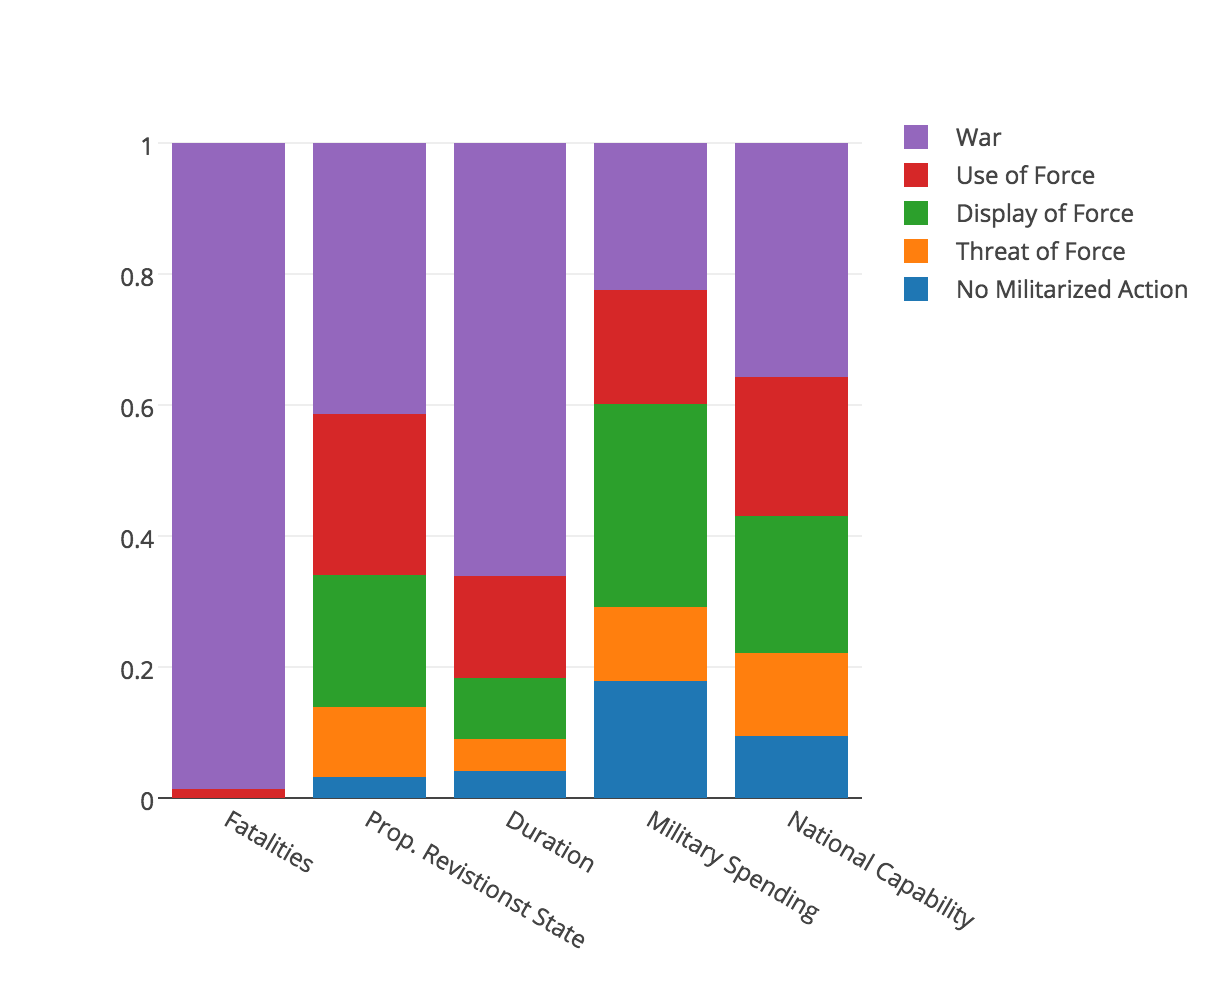 1
0.8
0.6
0.4
0.2
0
Fatalities
Prop. Revistionst State
Duration
Military Spending
National Capability
War
Use of Force
Display of Force
Threat of Force
No Militarized Action